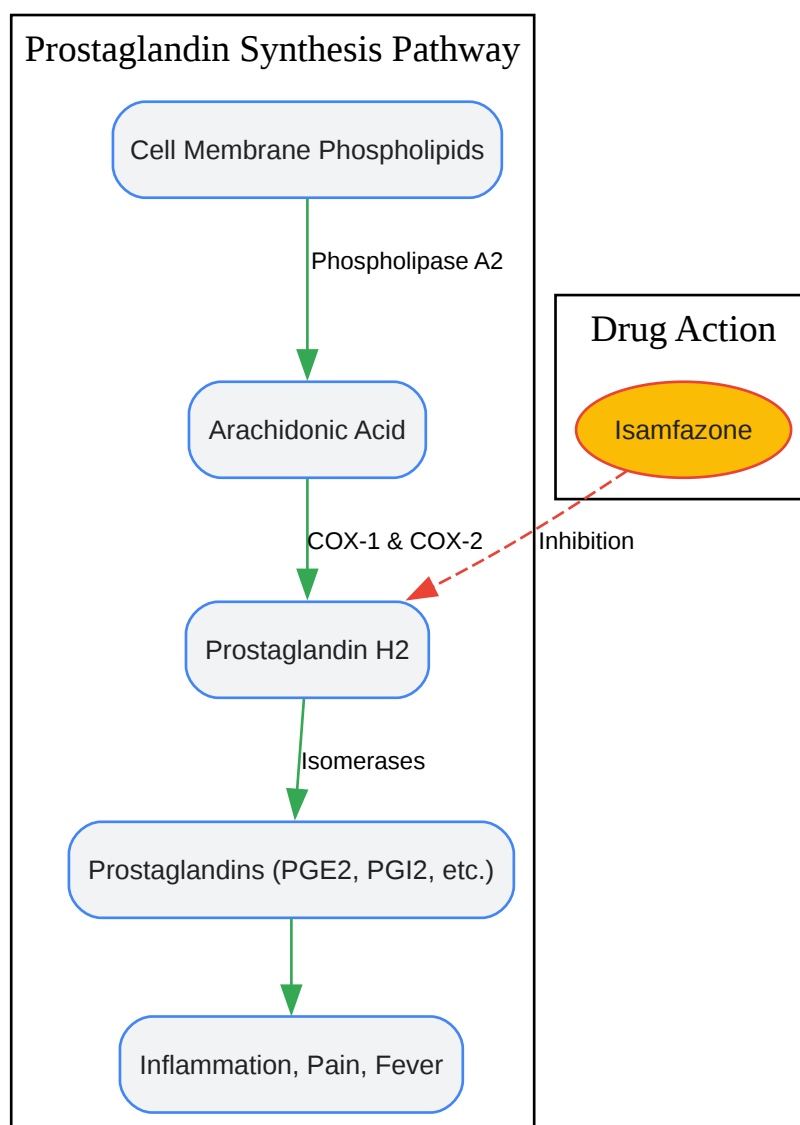 Prostaglandin Synthesis Pathway
Cell Membrane Phospholipids
Phospholipase A2
Drug Action
Arachidonic Acid
Isamfazone
COX-1 & COX-2
Inhibition
Prostaglandin H2
Isomerases
Prostaglandins (PGE2, PGI2, etc.)
Inflammation, Pain, Fever